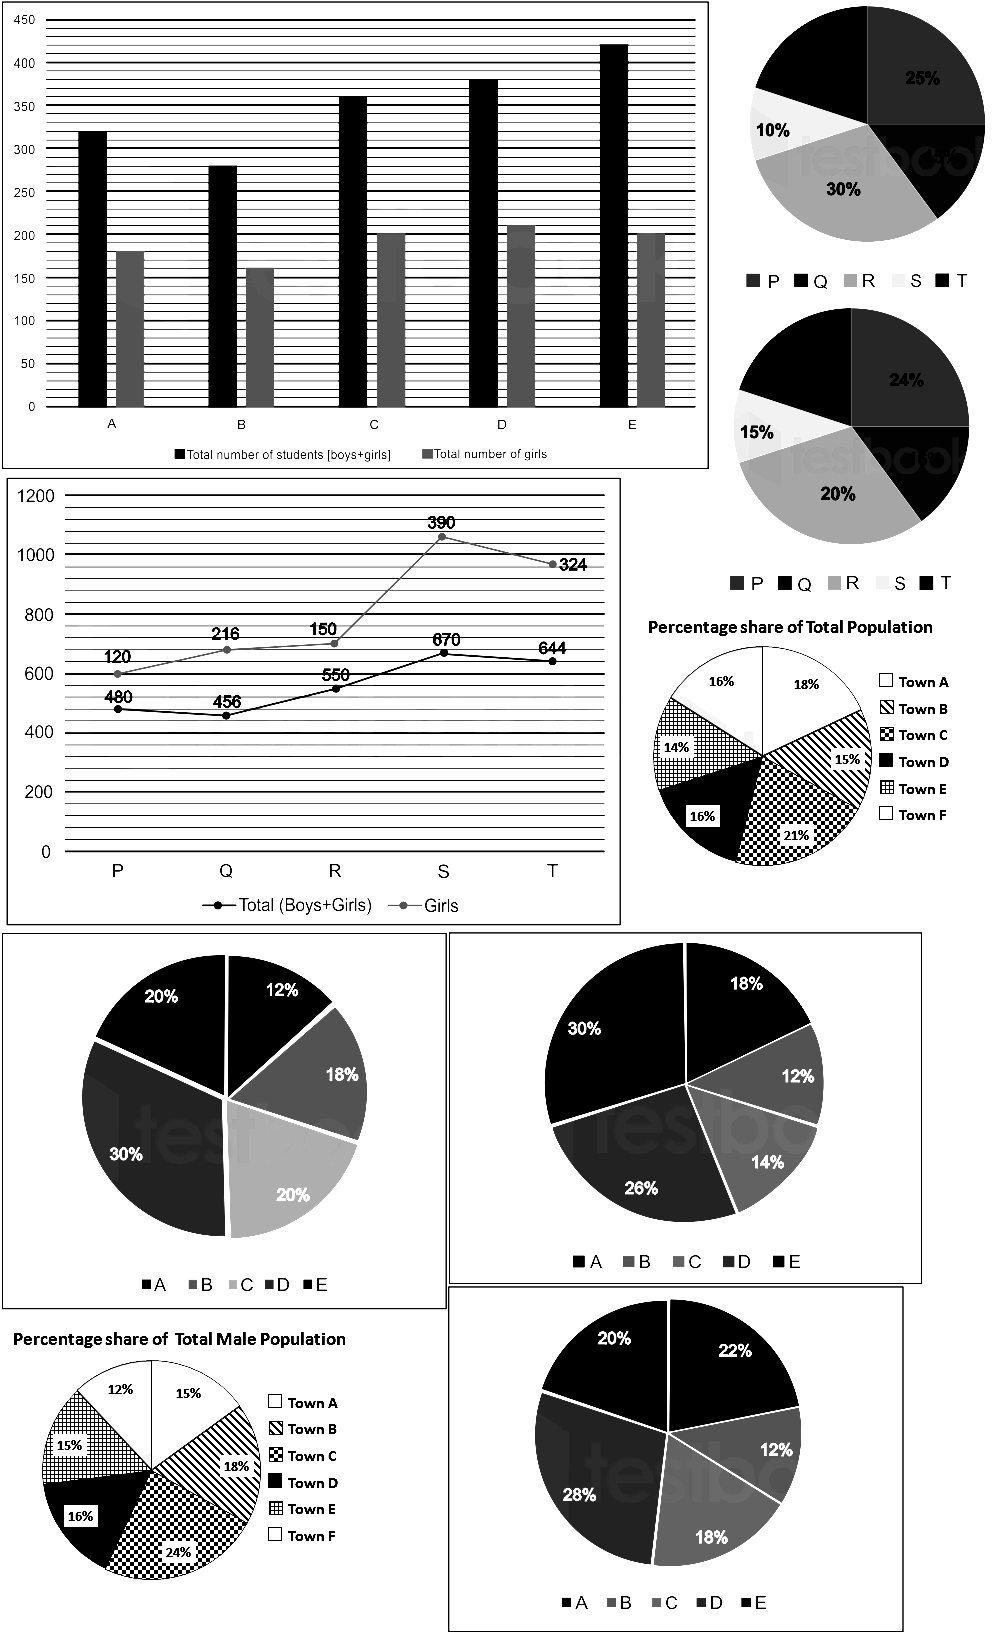 450
400
350
300
250
200
150
100
50
0
A B C D E
Total number of students [boys+girls] Total number of girls
25%
10%
30%
testbook
P Q R S T
24%
15%
20%
testbook
P Q R S T
1200
1000
800
600
400
200
0
390
324
120
216
150
670
644
480
456
550
P Q R S T
Total (Boys+Girls) Girls
Percentage share of Total Population
16% 18%
14% 15%
16% 21%
Town A
Town B
Town C
Town D
Town E
Town F
20% 12%
18%
30%
20%
A B C D E
18%
30%
12%
14%
26%
A B C D E
Percentage share of Total Male Population
12% 15%
15% 18%
16%
24%
Town A
Town B
Town C
Town D
Town E
Town F
20% 22%
12%
28%
18%
testbook
A B C D E